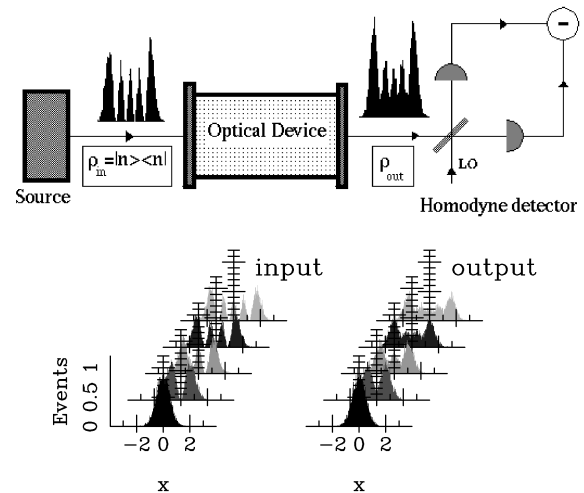 -
Optical Device
ρin=|n><n|
ρout
LO
Source
Homodyne detector
input
output
Events
0 0.5 1
−2 0 2
−2 0 2
x
x